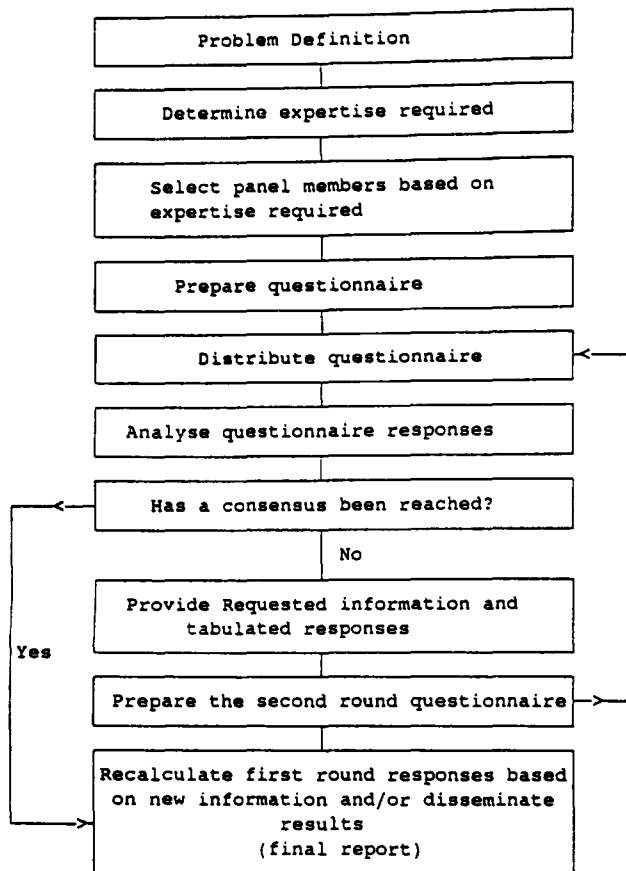 Problem Definition
Determine expertise required
Select panel members based on
expertise required
Prepare questionnaire
Distribute questionnaire
Analyse questionnaire responses
Has a consensus been reached?
No
Provide Requested information and
tabulated responses
Yes
Prepare the second round questionnaire
Recalculate first round responses based
on new information and/or disseminate
results
(final report)